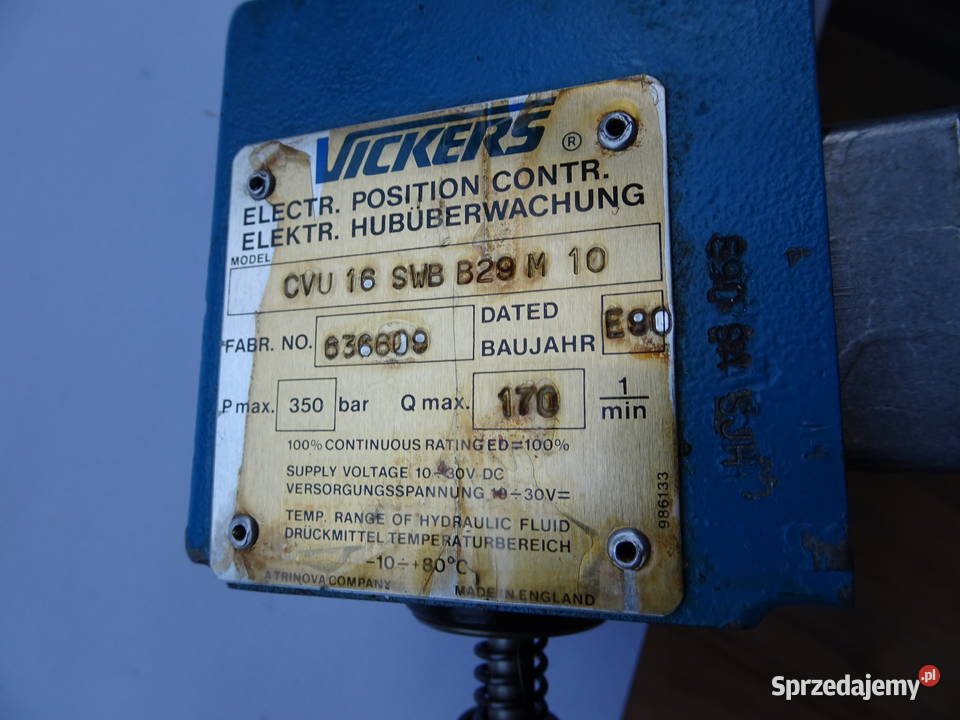 VICKERS ®
ELECTR. POSITION CONTR.
ELEKTR. HUBÜBERWACHUNG
MODEL
CVU 16 SWB B29 M 10
FABR. NO. 636609
DATED
BAUJAHR E90
P max. 350 bar Q max. 170 1/min
100% CONTINUOUS RATING ED=100%
SUPPLY VOLTAGE 10÷30V DC
VERSORGUNGSSPANNUNG 10÷30V=
TEMP. RANGE OF HYDRAULIC FLUID
DRÜCKMITTEL TEMPERATURBEREICH
-10÷+80°C
A TRINOVA COMPANY
MADE IN ENGLAND
986133
Sprzedajemy.pl